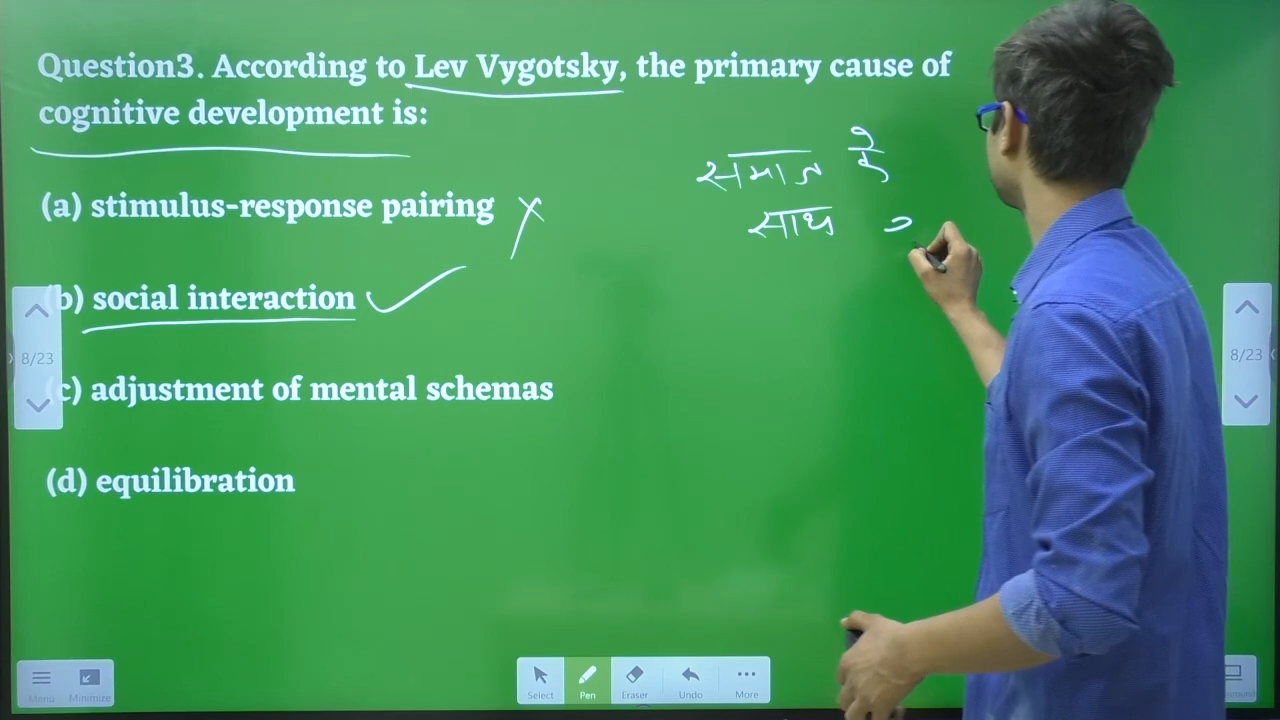 Question3. According to Lev Vygotsky, the primary cause of
cognitive development is:
(a) stimulus-response pairing
(b) social interaction
(c) adjustment of mental schemas
(d) equilibration
समाज के
साथ
8/23
8/23
Menu
Minimize
Select
Pen
Eraser
Undo
More